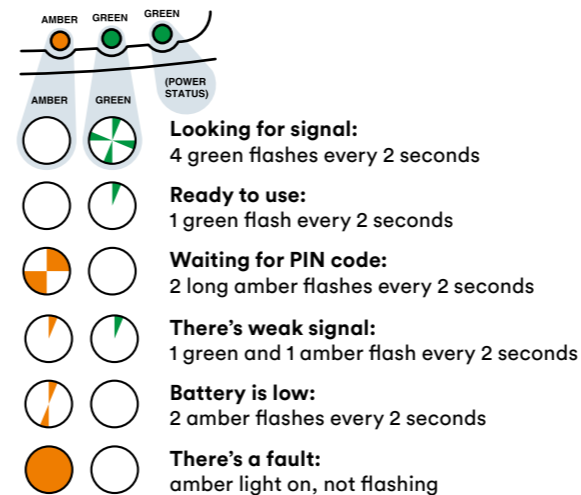 AMBER GREEN GREEN
(POWER
STATUS)
AMBER GREEN
Looking for signal:
4 green flashes every 2 seconds
Ready to use:
1 green flash every 2 seconds
Waiting for PIN code:
2 long amber flashes every 2 seconds
There’s weak signal:
1 green and 1 amber flash every 2 seconds
Battery is low:
2 amber flashes every 2 seconds
There’s a fault:
amber light on, not flashing